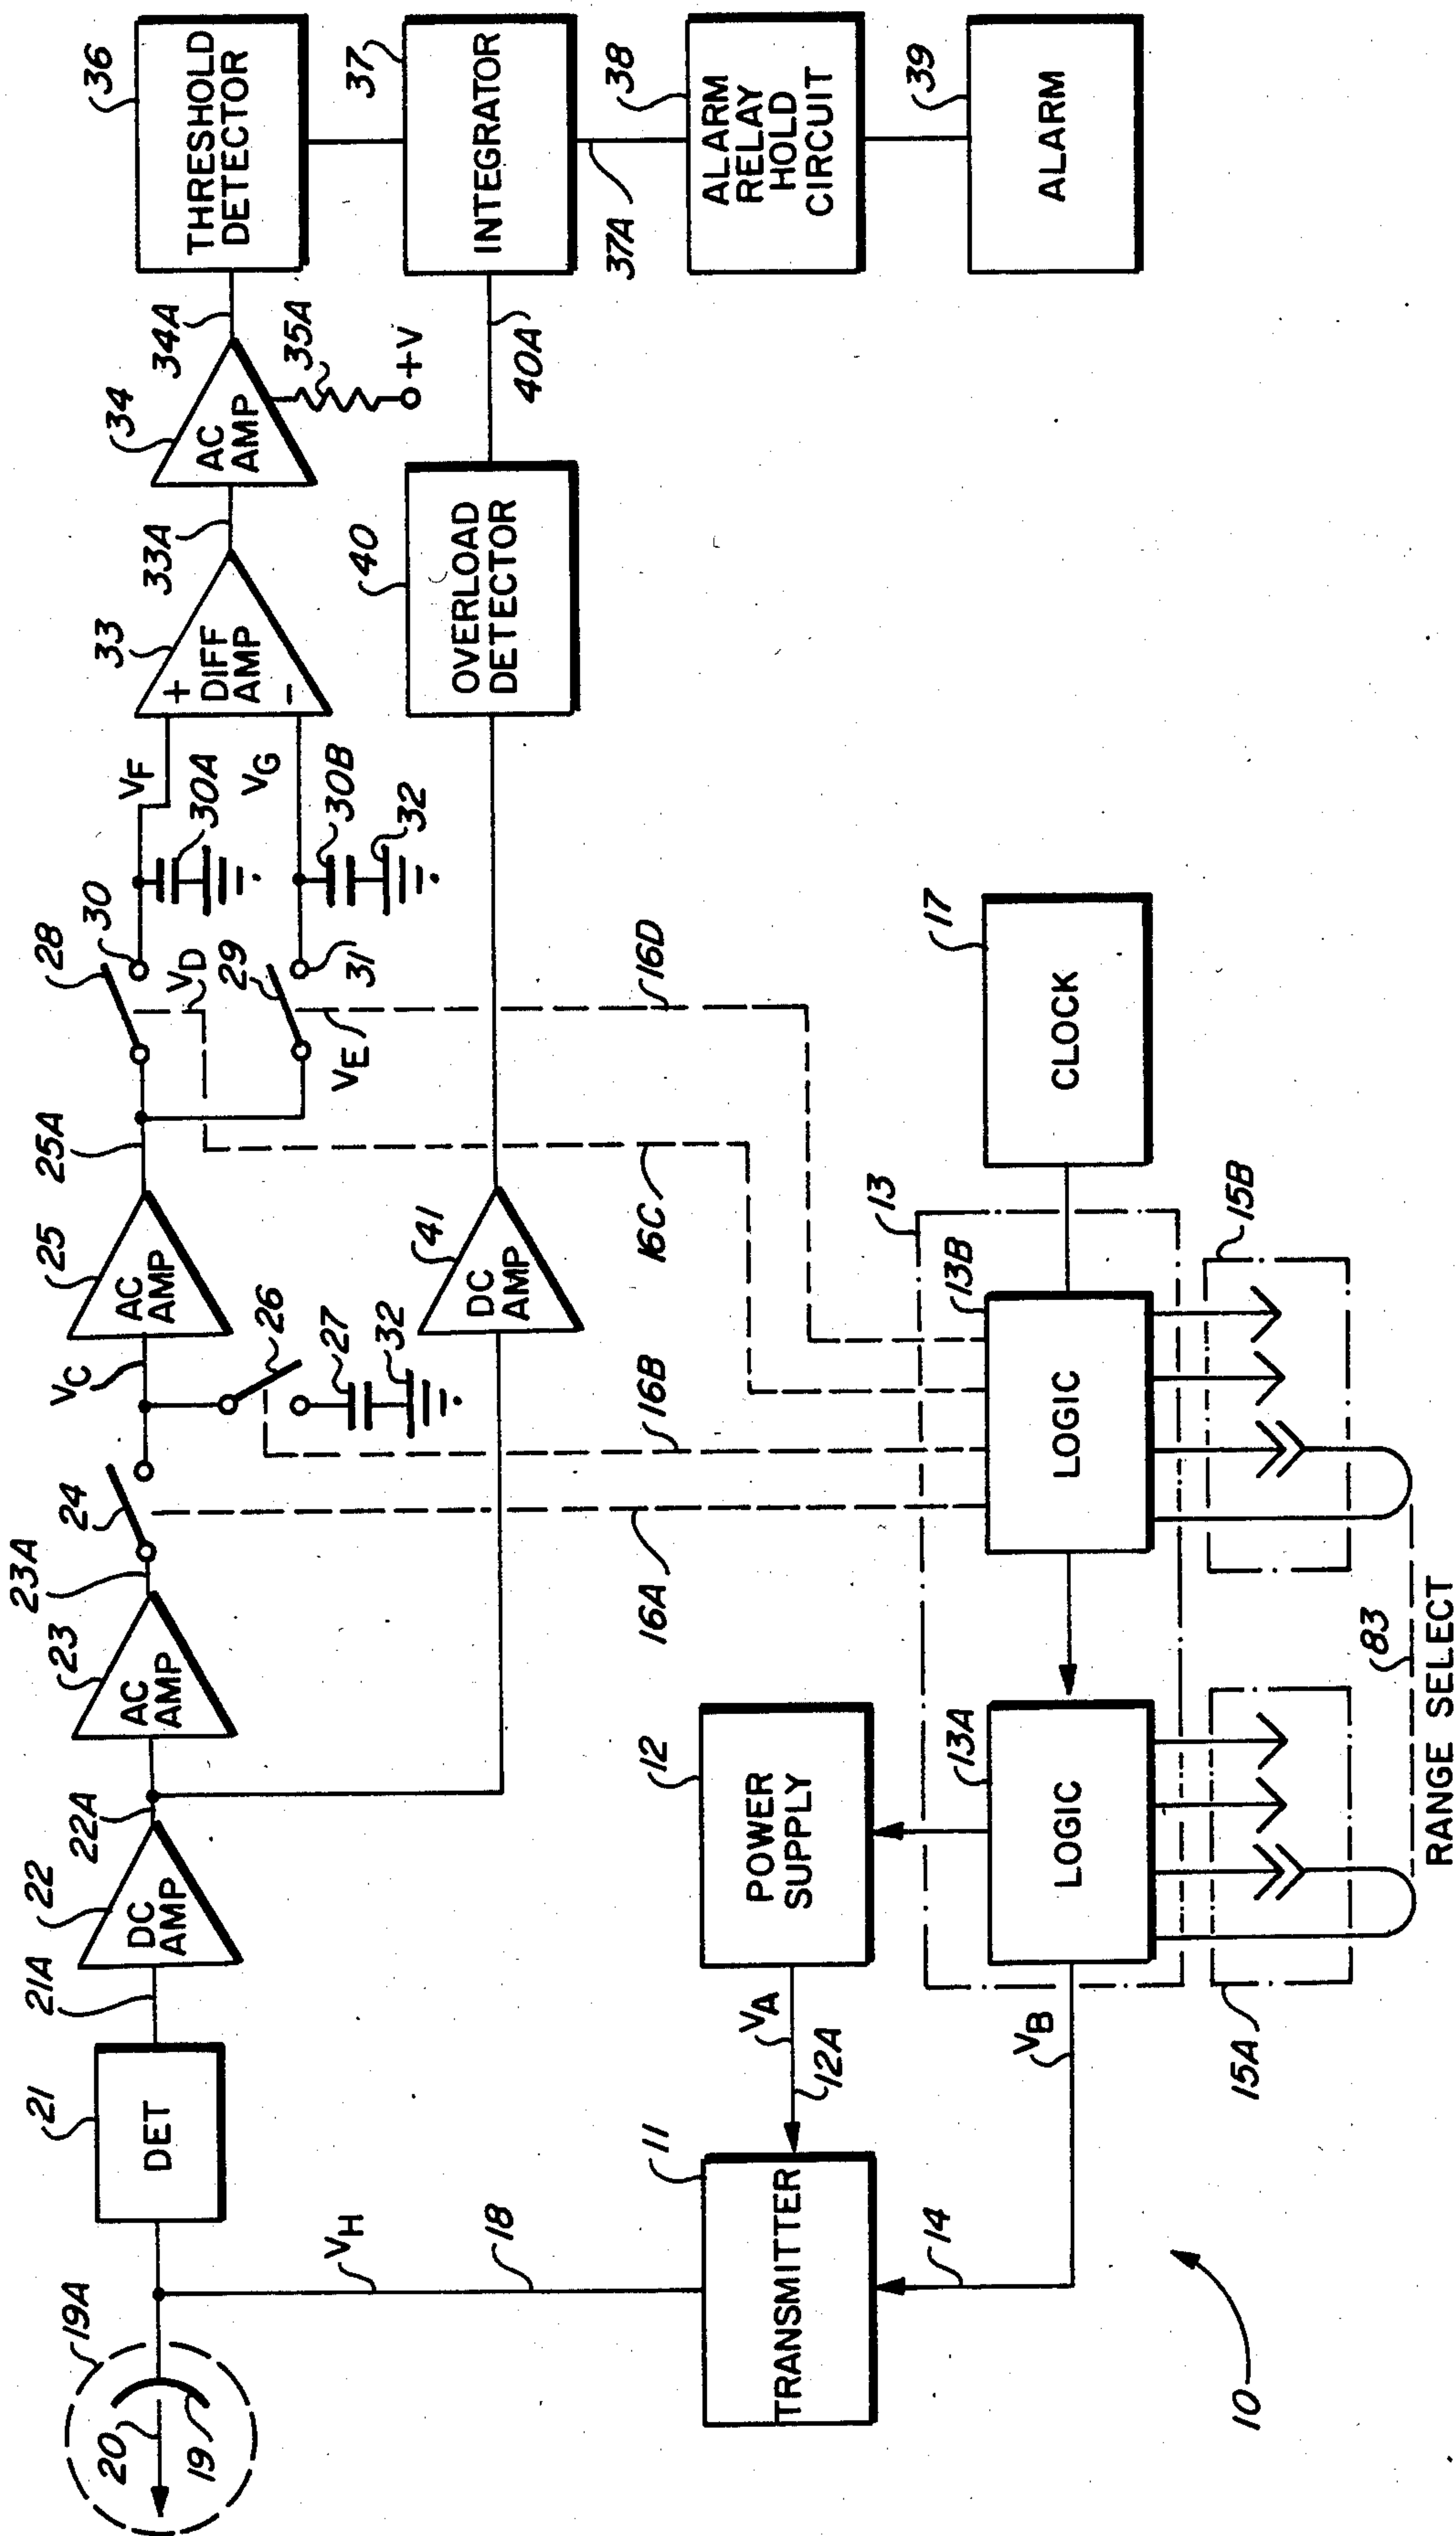 19A
20
19
21
DET
21A
22
DC
AMP
22A
23
AC
AMP
23A
24
VC
25
AC
AMP
25A
26
27
32
28
30
VD
29
31
VE
VF
30A
VG
30B
32
33
+
DIFF
AMP
-
33A
34
AC
AMP
34A
35A
+V
36
THRESHOLD
DETECTOR
37
INTEGRATOR
37A
38
ALARM
RELAY
HOLD
CIRCUIT
39
ALARM
40
OVERLOAD
DETECTOR
40A
41
DC
AMP
VH
18
11
TRANSMITTER
VA
12A
12
POWER
SUPPLY
16A
16B
16C
16D
14
VB
13A
LOGIC
13
13B
LOGIC
17
CLOCK
15A
15B
83
RANGE SELECT
10